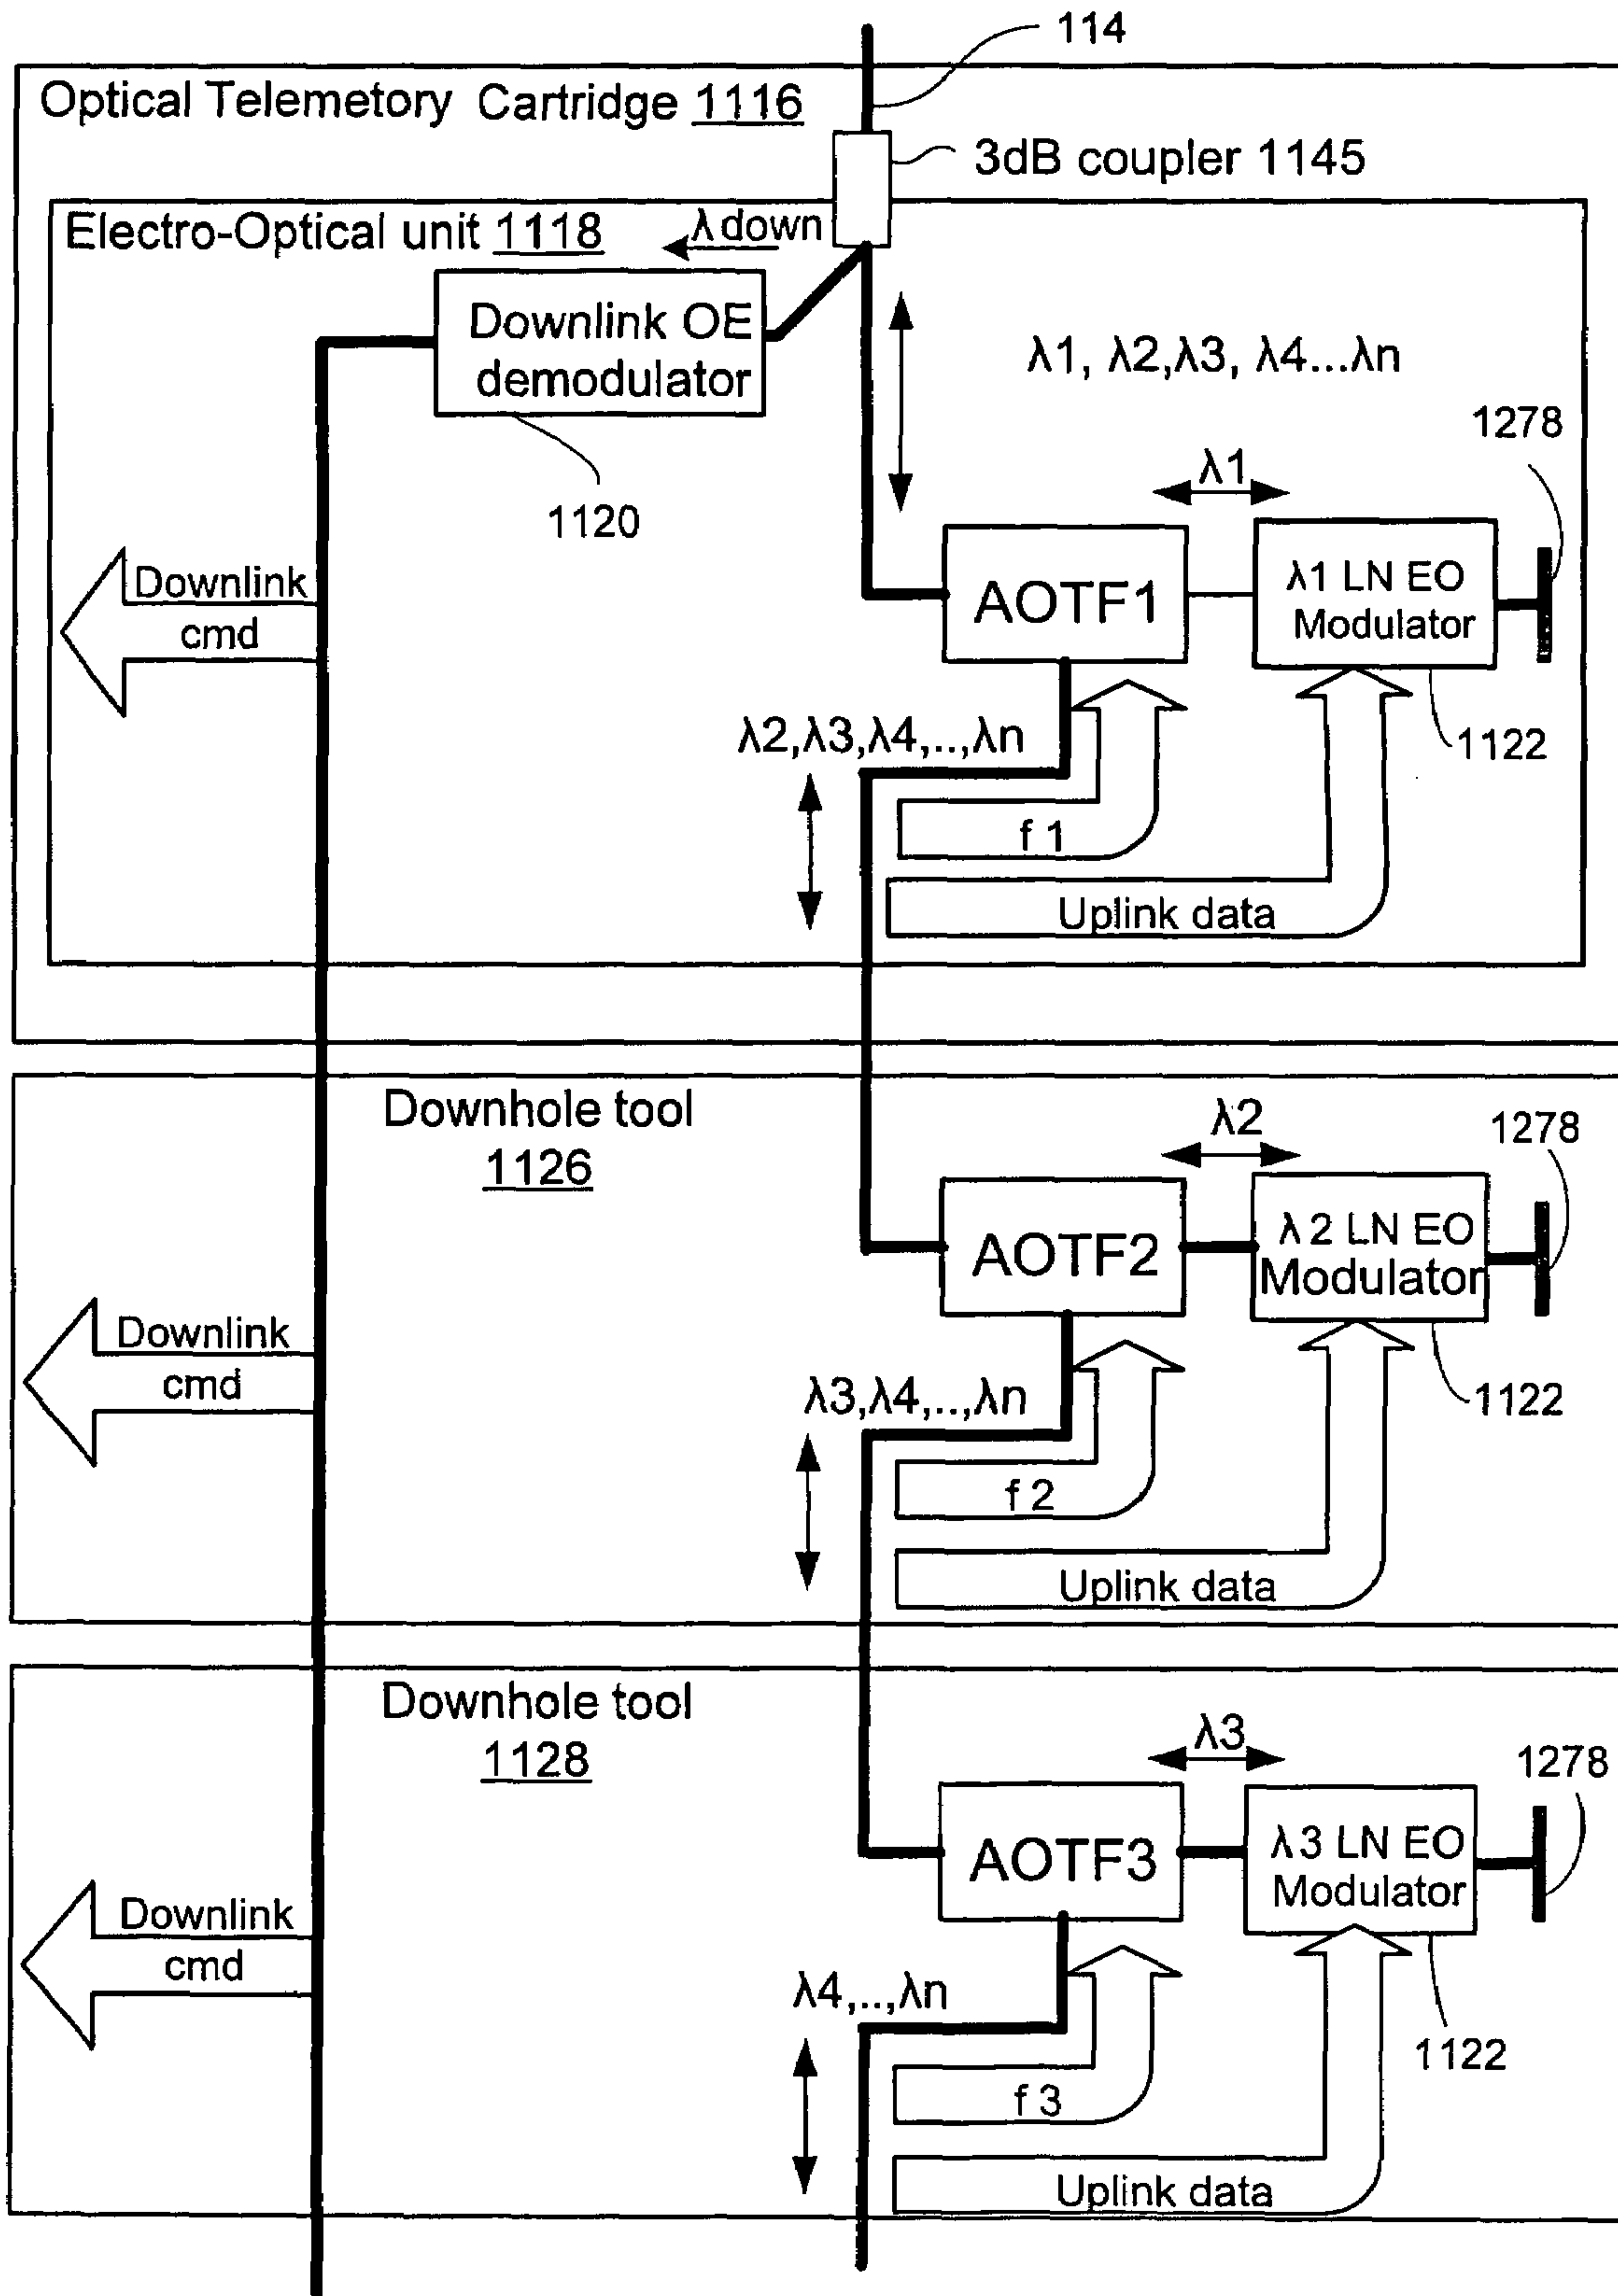 114
Optical Telemetory Cartridge 1116
3dB coupler 1145
Electro-Optical unit 1118
λ down
Downlink OE
demodulator
λ1, λ2,λ3, λ4...λn
1278
1120
λ1
Downlink
cmd
AOTF1
λ1 LN EO
Modulator
λ2,λ3,λ4,..,λn
1122
f 1
Uplink data
Downhole tool
1126
λ2
1278
AOTF2
λ2 LN EO
Modulator
Downlink
cmd
λ3,λ4,..,λn
1122
f 2
Uplink data
Downhole tool
1128
λ3
1278
AOTF3
λ3 LN EO
Modulator
Downlink
cmd
λ4,..,λn
1122
f 3
Uplink data